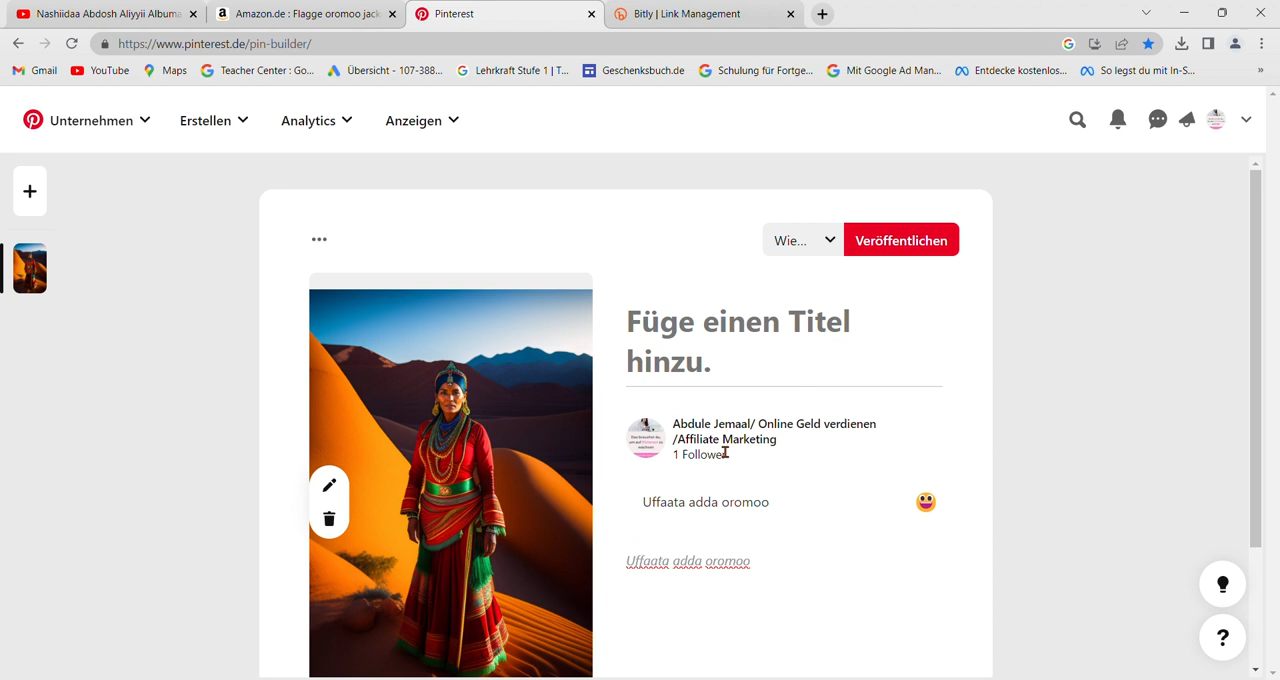 Nashiidaa Abdosh Aliyyii Albuma
Amazon.de : Flagge oromoo jack
Pinterest
Bitly | Link Management
https://www.pinterest.de/pin-builder/
Gmail
YouTube
Maps
Teacher Center : Go...
Übersicht - 107-388...
Lehrkraft Stufe 1 | T...
Geschenksbuch.de
Schulung für Fortge...
Mit Google Ad Man...
Entdecke kostenlos...
So legst du mit In-S...
»
Unternehmen
Erstellen
Analytics
Anzeigen
Wie...
Veröffentlichen
Füge einen Titel
hinzu.
Abdule Jemaal/ Online Geld verdienen
/Affiliate Marketing
1 Follower
Uffaata adda oromoo
Uffaata adda oromoo
?